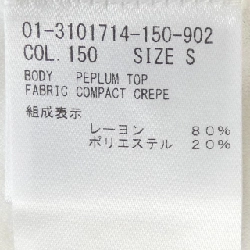 01-3101714-150-902
COL.150 SIZE S
BODY PEPLUM TOP
FABRIC COMPACT CREPE
組成表示
レーヨン 80%
ポリエステル 20%